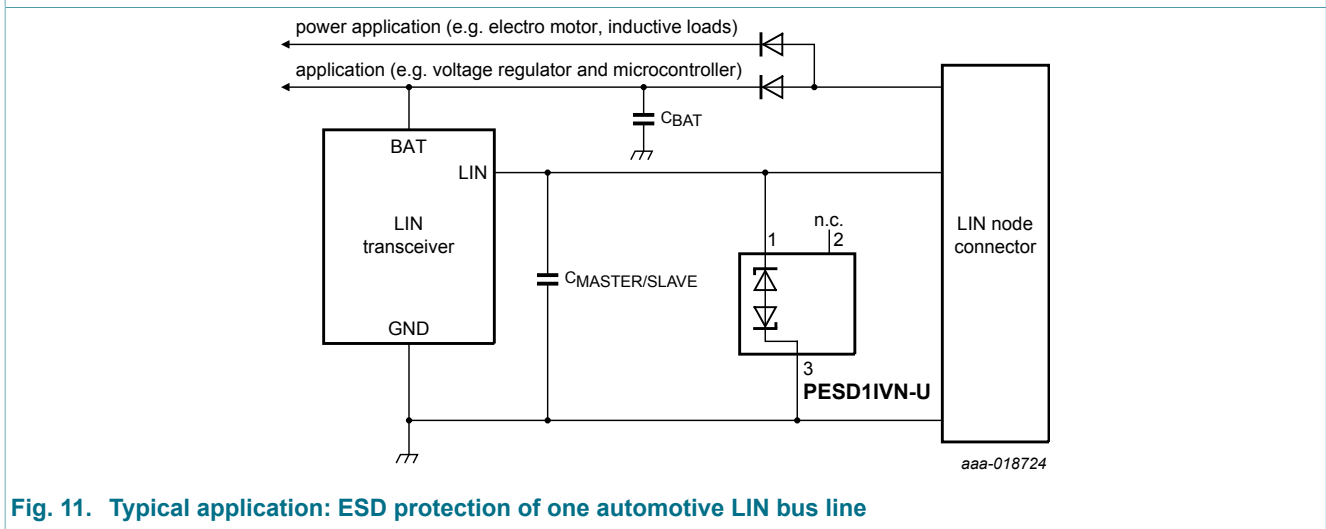 power application (e.g. electro motor, inductive loads)
application (e.g. voltage regulator and microcontroller)
CBAT
BAT
LIN
LIN
transceiver
GND
CMASTER/SLAVE
n.c.
1
2
3
PESD1IVN-U
LIN node
connector
aaa-018724
Fig. 11. Typical application: ESD protection of one automotive LIN bus line